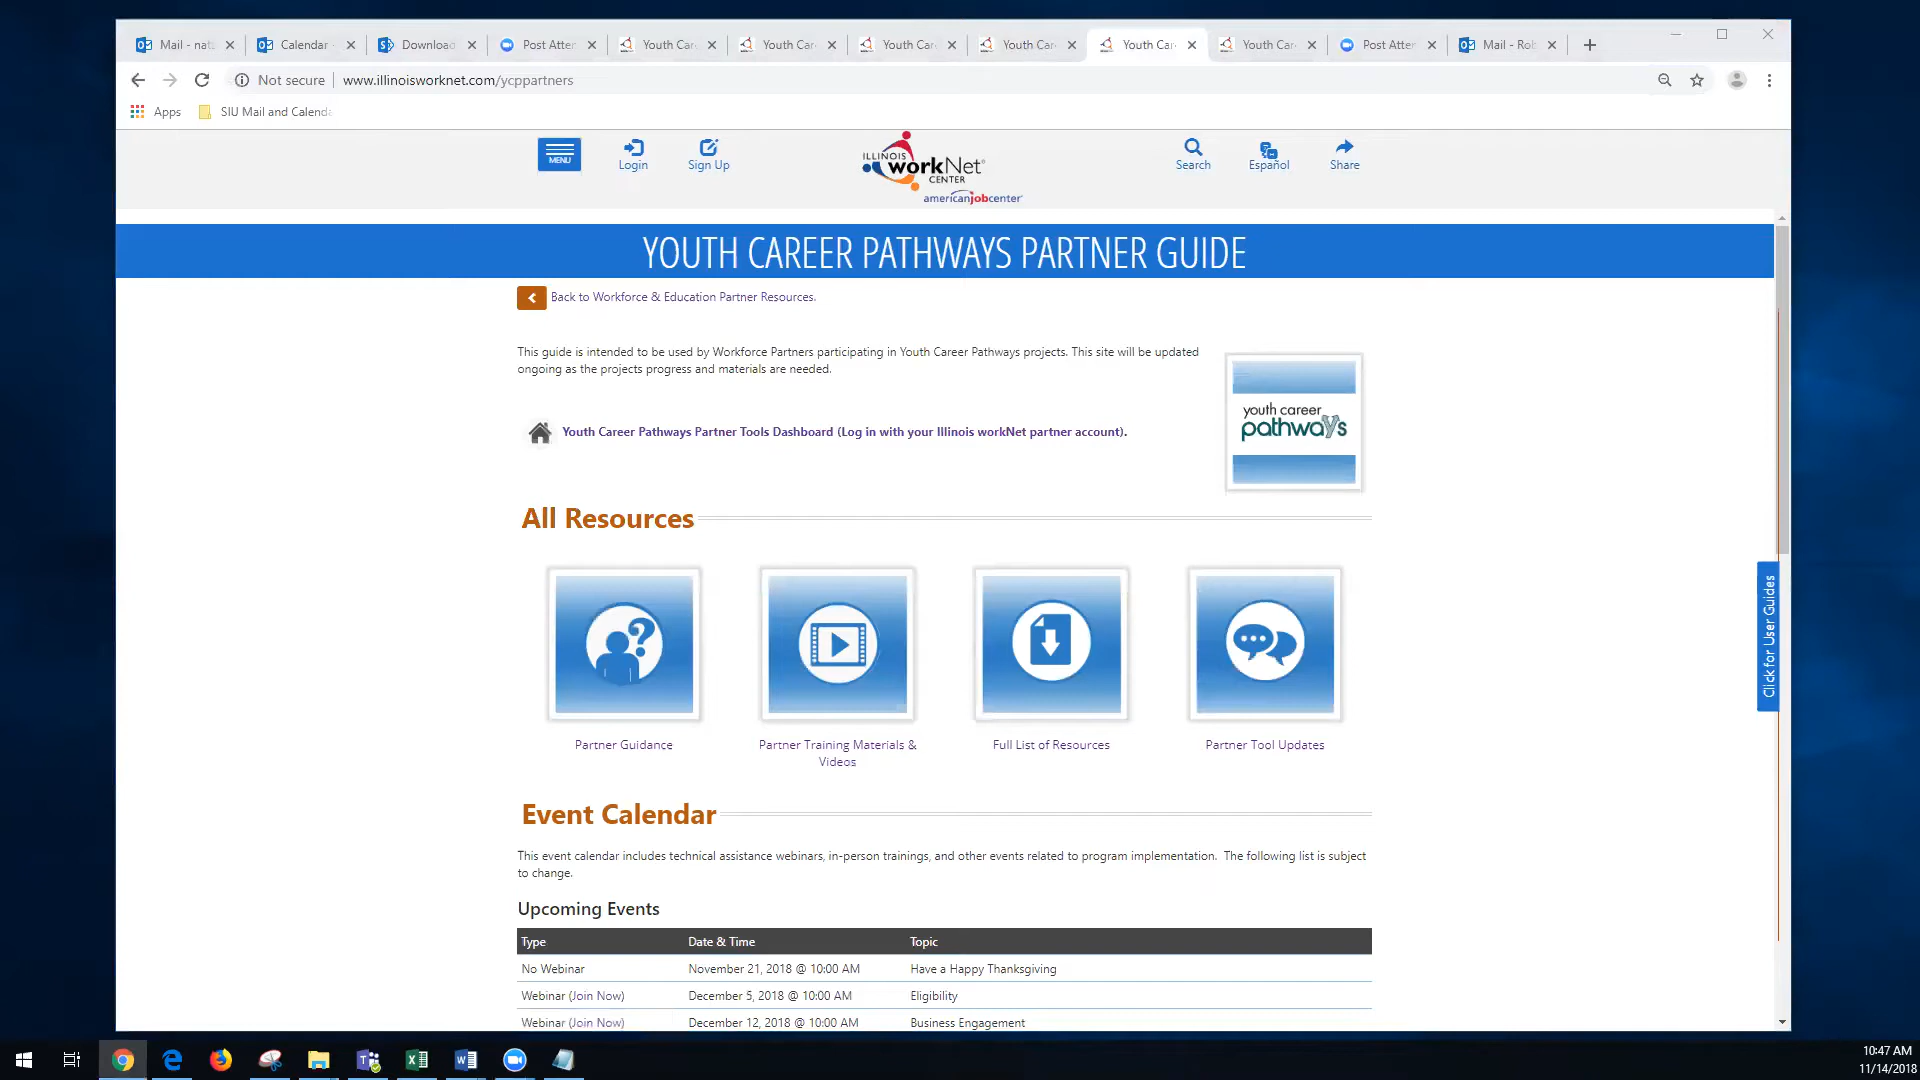 Mail - nat
Calendar
Download
Post Atter
Youth Car
Youth Car
Youth Car
Youth Car
Youth Car
Youth Car
Post Atter
Mail - Rob
Not secure
www.illinoisworknet.com/ycppartners
Apps
SIU Mail and Calenda
MENU
Login
Sign Up
ILLINOIS
workNet
CENTER
americanjobcenter
Search
Español
Share
YOUTH CAREER PATHWAYS PARTNER GUIDE
Back to Workforce & Education Partner Resources.
This guide is intended to be used by Workforce Partners participating in Youth Career Pathways projects. This site will be updated
ongoing as the projects progress and materials are needed.
youth career
pathways
Youth Career Pathways Partner Tools Dashboard (Log in with your Illinois workNet partner account).
All Resources
Click for User Guides
Partner Guidance
Partner Training Materials &
Videos
Full List of Resources
Partner Tool Updates
Event Calendar
This event calendar includes technical assistance webinars, in-person trainings, and other events related to program implementation. The following list is subject
to change.
Upcoming Events
Type Date & Time Topic
No Webinar November 21, 2018 @ 10:00 AM Have a Happy Thanksgiving
Webinar (Join Now) December 5, 2018 @ 10:00 AM Eligibility
Webinar (Join Now) December 12, 2018 @ 10:00 AM Business Engagement
10:47 AM
11/14/2018